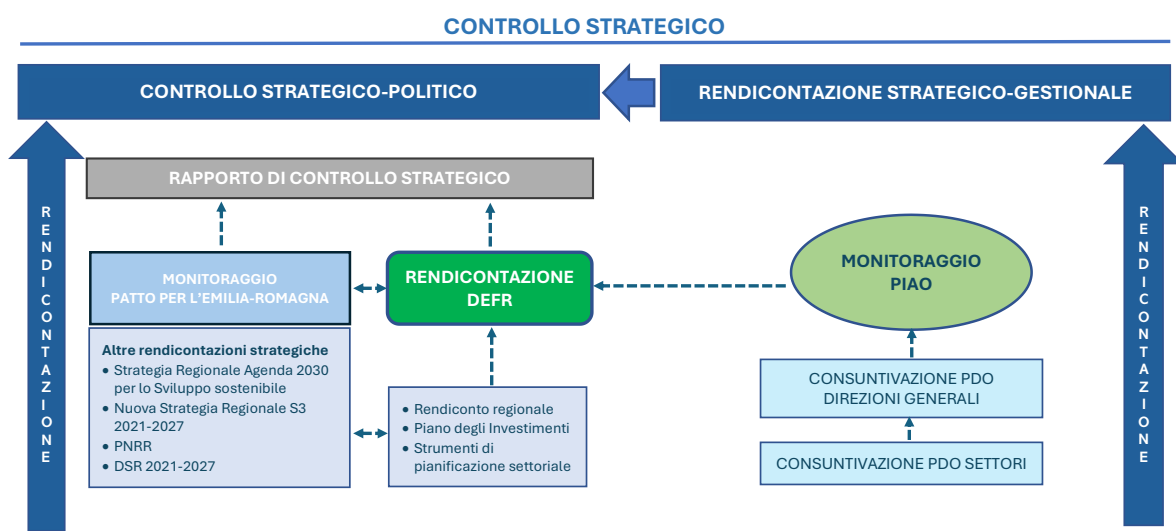 CONTROLLO STRATEGICO
CONTROLLO STRATEGICO-POLITICO
RENDICONTAZIONE STRATEGICO-GESTIONALE
RENDICONTAZIONE
RAPPORTO DI CONTROLLO STRATEGICO
MONITORAGGIO
PATTO PER L'EMILIA-ROMAGNA
RENDICONTAZIONE
DEFR
MONITORAGGIO
PIAO
Altre rendicontazioni strategiche
• Strategia Regionale Agenda 2030
per lo Sviluppo sostenibile
• Nuova Strategia Regionale S3
2021-2027
• PNRR
• DSR 2021-2027
• Rendiconto regionale
• Piano degli Investimenti
• Strumenti di
pianificazione settoriale
CONSUNTIVAZIONE PDO
DIREZIONI GENERALI
CONSUNTIVAZIONE PDO SETTORI
RENDICONTAZIONE